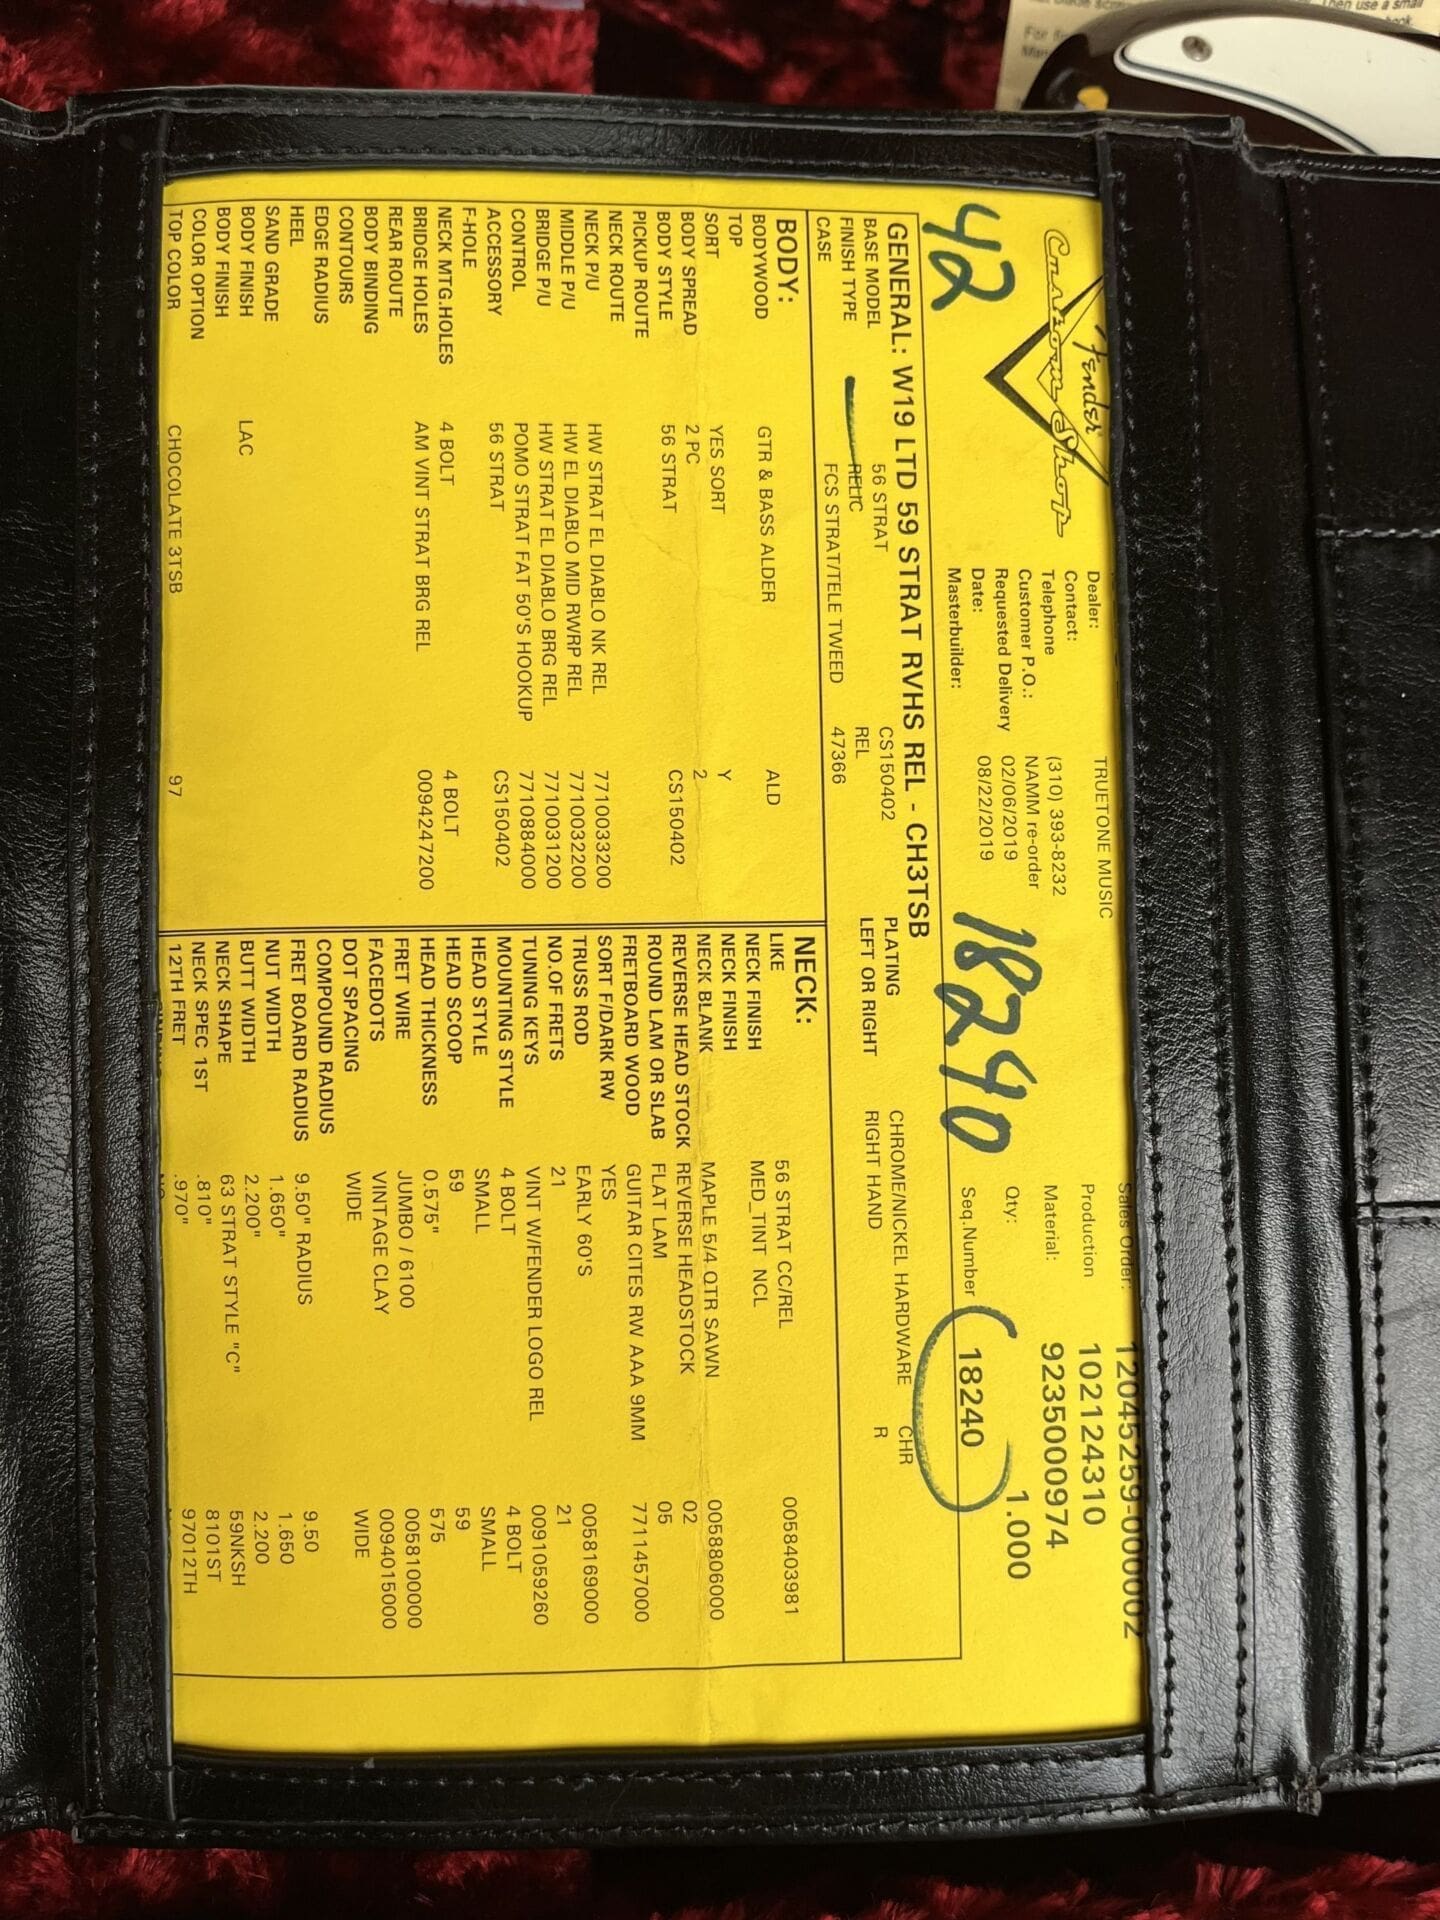 Then use a small
Fender
Custom Shop
Dealer: TRUETONE MUSIC
Contact:
Telephone (310) 393-8232
Customer P.O.: NAMM re-order
Requested Delivery 02/06/2019
Date: 08/22/2019
Masterbuilder:
Sales Order: 12045259-000002
Production 102124310
Material: 9235000974
Qty: 1.000
Seq.Number 18240
42
18240
GENERAL: W19 LTD 59 STRAT RVHS REL - CH3TSB
BASE MODEL 56 STRAT CS150402 PLATING CHROME/NICKEL HARDWARE CHR
FINISH TYPE RELIC REL LEFT OR RIGHT RIGHT HAND R
CASE FCS STRAT/TELE TWEED 47366
BODY:
BODYWOOD GTR & BASS ALDER ALD
TOP
SORT YES SORT Y
BODY SPREAD 2 PC 2
BODY STYLE 56 STRAT CS150402
PICKUP ROUTE
NECK ROUTE
NECK P/U HW STRAT EL DIABLO NK REL 7710033200
MIDDLE P/U HW EL DIABLO MID RWRP REL 7710032200
BRIDGE P/U HW STRAT EL DIABLO BRG REL 7710031200
CONTROL POMO STRAT FAT 50'S HOOKUP 7710884000
ACCESSORY 56 STRAT CS150402
F-HOLE
NECK MTG.HOLES 4 BOLT 4 BOLT
BRIDGE HOLES AM VINT STRAT BRG REL 0094247200
REAR ROUTE
BODY BINDING
CONTOURS
EDGE RADIUS
HEEL
SAND GRADE
BODY FINISH LAC
BODY FINISH
COLOR OPTION
TOP COLOR CHOCOLATE 3TSB 97
NECK:
LIKE 56 STRAT CC/REL 0058403981
NECK FINISH MED_TINT NCL
NECK FINISH
NECK BLANK MAPLE 5/4 QTR SAWN 0058806000
REVERSE HEAD STOCK REVERSE HEADSTOCK 02
ROUND LAM OR SLAB FLAT LAM 05
FRETBOARD WOOD GUITAR CITES RW AAA 9MM 7711457000
SORT F/DARK RW YES
TRUSS ROD EARLY 60'S 0058169000
NO.OF FRETS 21 21
TUNING KEYS VINT W/FENDER LOGO REL 0091059260
MOUNTING STYLE 4 BOLT 4 BOLT
HEAD STYLE SMALL SMALL
HEAD SCOOP 59 59
HEAD THICKNESS 0.575" 575
FRET WIRE JUMBO / 6100 0058100000
FACEDOTS VINTAGE CLAY 0094015000
DOT SPACING WIDE WIDE
COMPOUND RADIUS
FRET BOARD RADIUS 9.50" RADIUS 9.50
NUT WIDTH 1.650" 1.650
BUTT WIDTH 2.200" 2.200
NECK SHAPE 63 STRAT STYLE "C" 59NKSH
NECK SPEC 1ST .810" 8101ST
12TH FRET .970" 97012TH